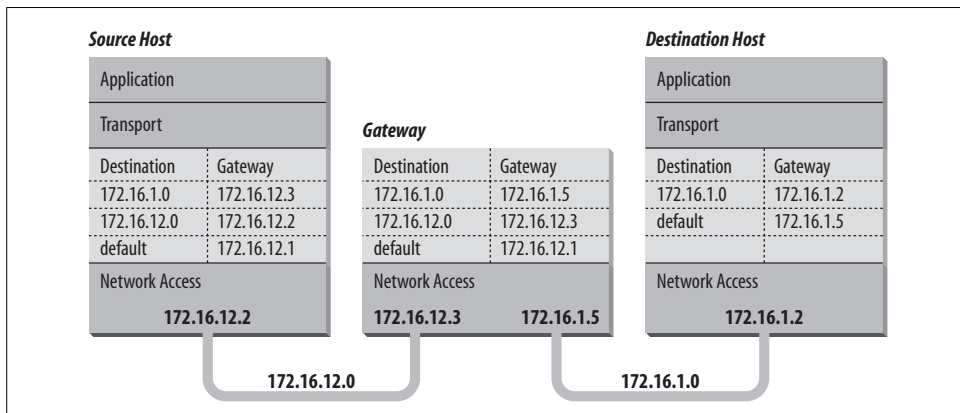 Source Host
Application
Transport
Destination Gateway
172.16.1.0 172.16.12.3
172.16.12.0 172.16.12.2
default 172.16.12.1
Network Access
172.16.12.2
Gateway
Destination Gateway
172.16.1.0 172.16.1.5
172.16.12.0 172.16.12.3
default 172.16.12.1
Network Access
172.16.12.3 172.16.1.5
Destination Host
Application
Transport
Destination Gateway
172.16.1.0 172.16.1.2
default 172.16.1.5
Network Access
172.16.1.2
172.16.12.0
172.16.1.0